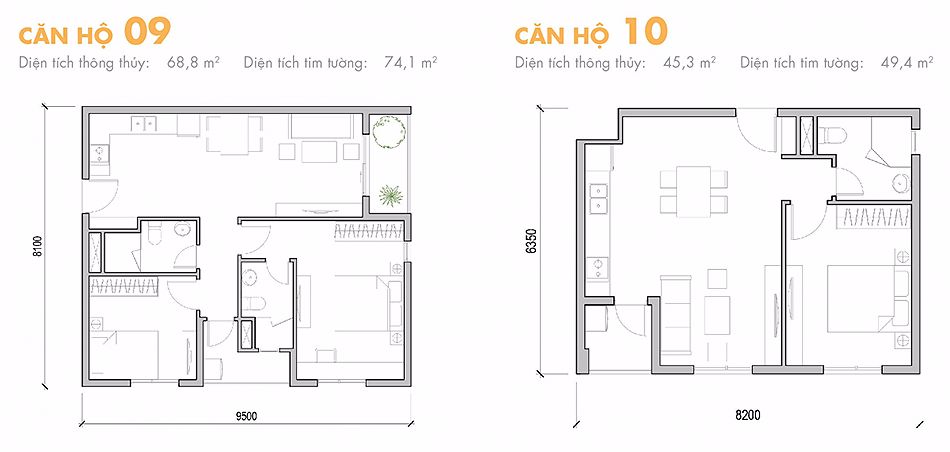 CĂN HỘ 09
Diện tích thông thủy: 68,8 m² Diện tích tim tường: 74,1 m²
8100
9500
CĂN HỘ 10
Diện tích thông thủy: 45,3 m² Diện tích tim tường: 49,4 m²
6350
8200